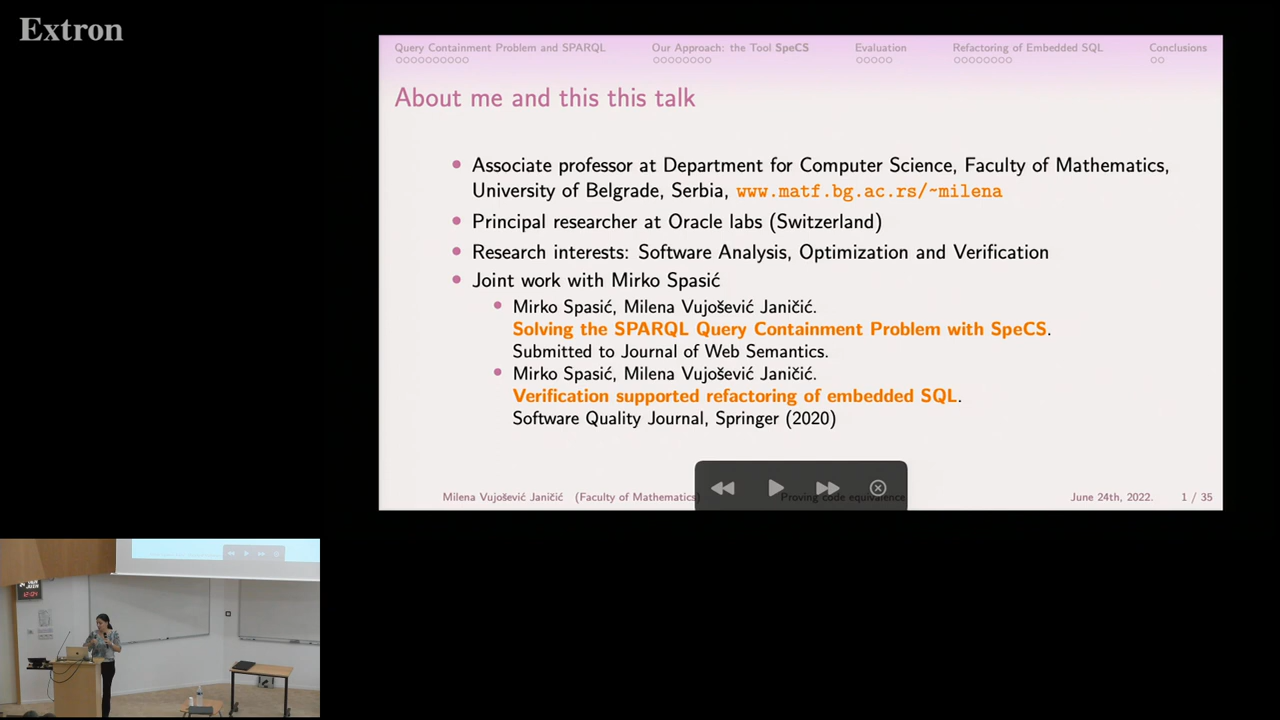 Extron
Query Containment Problem and SPARQL Our Approach: the Tool SpeCS Evaluation Refactoring of Embedded SQL Conclusions
About me and this this talk
Associate professor at Department for Computer Science, Faculty of Mathematics,
University of Belgrade, Serbia, www.matf.bg.ac.rs/~milena
Principal researcher at Oracle labs (Switzerland)
Research interests: Software Analysis, Optimization and Verification
Joint work with Mirko Spasić
Mirko Spasić, Milena Vujošević Janičić.
Solving the SPARQL Query Containment Problem with SpeCS.
Submitted to Journal of Web Semantics.
Mirko Spasić, Milena Vujošević Janičić.
Verification supported refactoring of embedded SQL.
Software Quality Journal, Springer (2020)
Milena Vujošević Janičić (Faculty of Mathematics) Proving code equivalence June 24th, 2022. 1 / 35